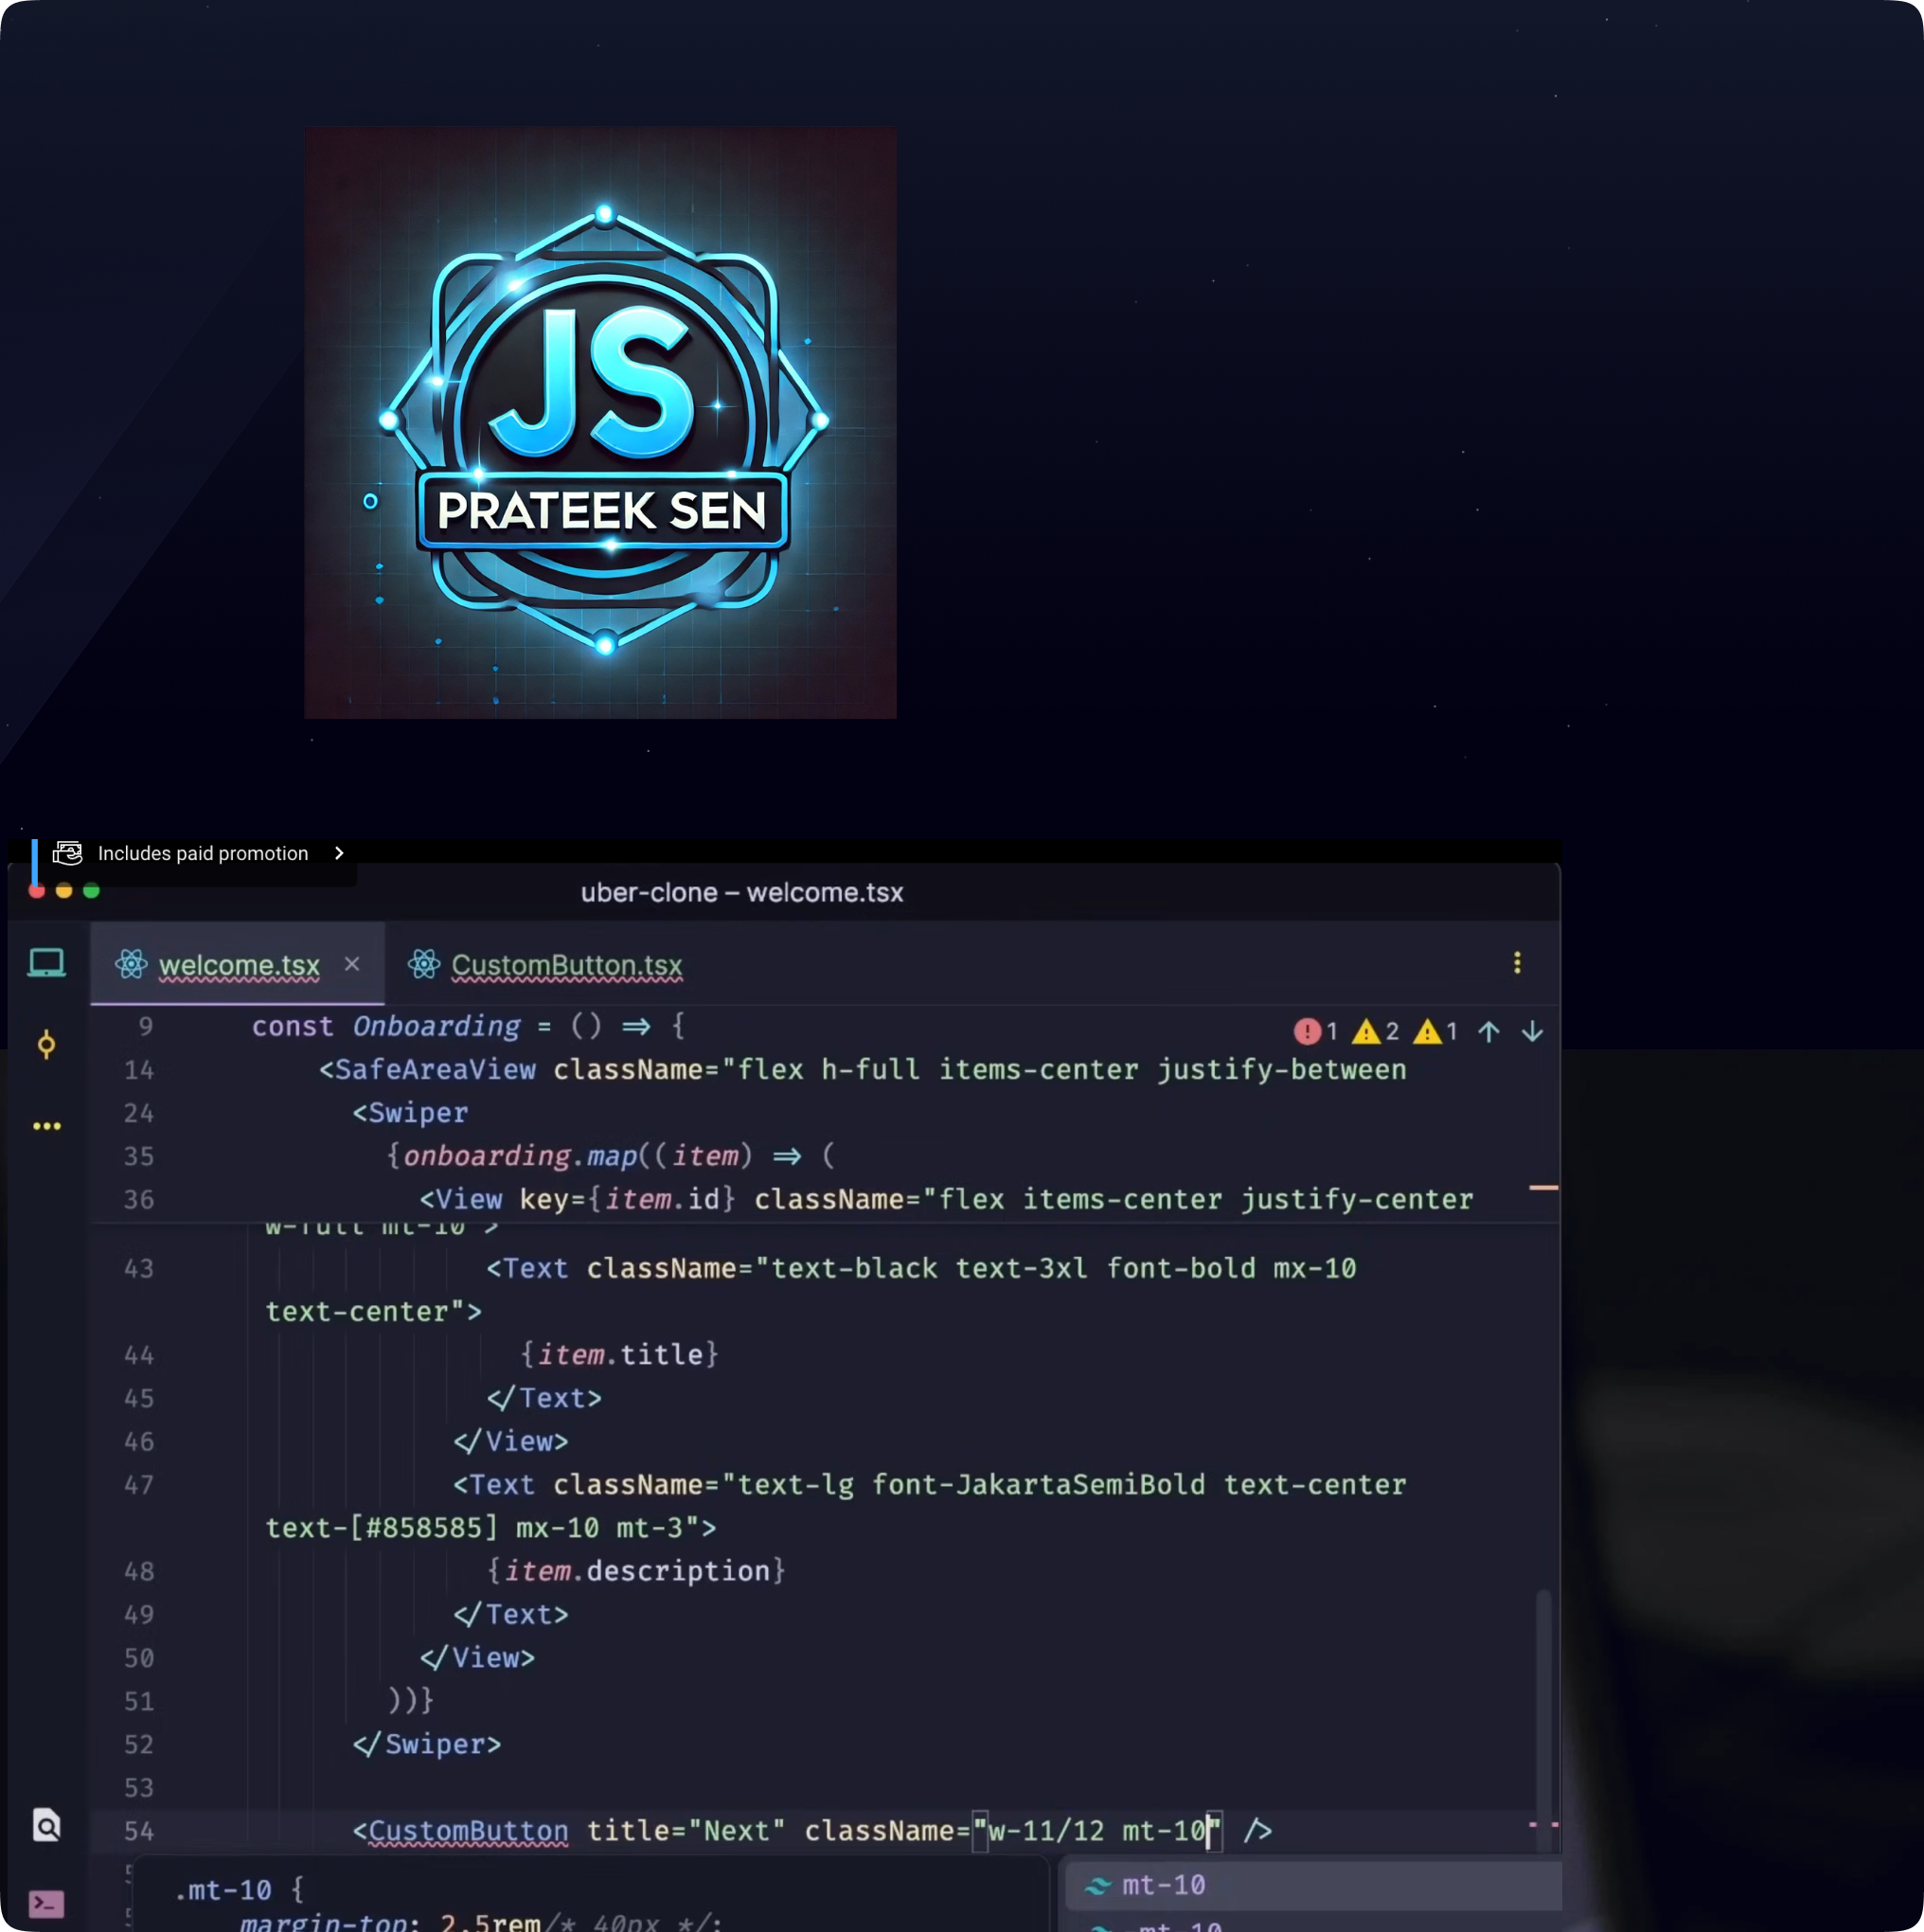 JS
PRATEEK SEN
Includes paid promotion
uber-clone – welcome.tsx
welcome.tsx × CustomButton.tsx
9 const Onboarding = () => {
1 2 1
14 <SafeAreaView className="flex h-full items-center justify-between
24 <Swiper
35 {onboarding.map((item) => (
36 <View key={item.id} className="flex items-center justify-center
w-full mt-10">
43 <Text className="text-black text-3xl font-bold mx-10
text-center">
44 {item.title}
45 </Text>
46 </View>
47 <Text className="text-lg font-JakartaSemiBold text-center
text-[#858585] mx-10 mt-3">
48 {item.description}
49 </Text>
50 </View>
51 ))}
52 </Swiper>
53
54 <CustomButton title="Next" className="w-11/12 mt-10" />
.mt-10 {
margin-top: 2.5rem/* 40px */;
mt-10
-mt-10